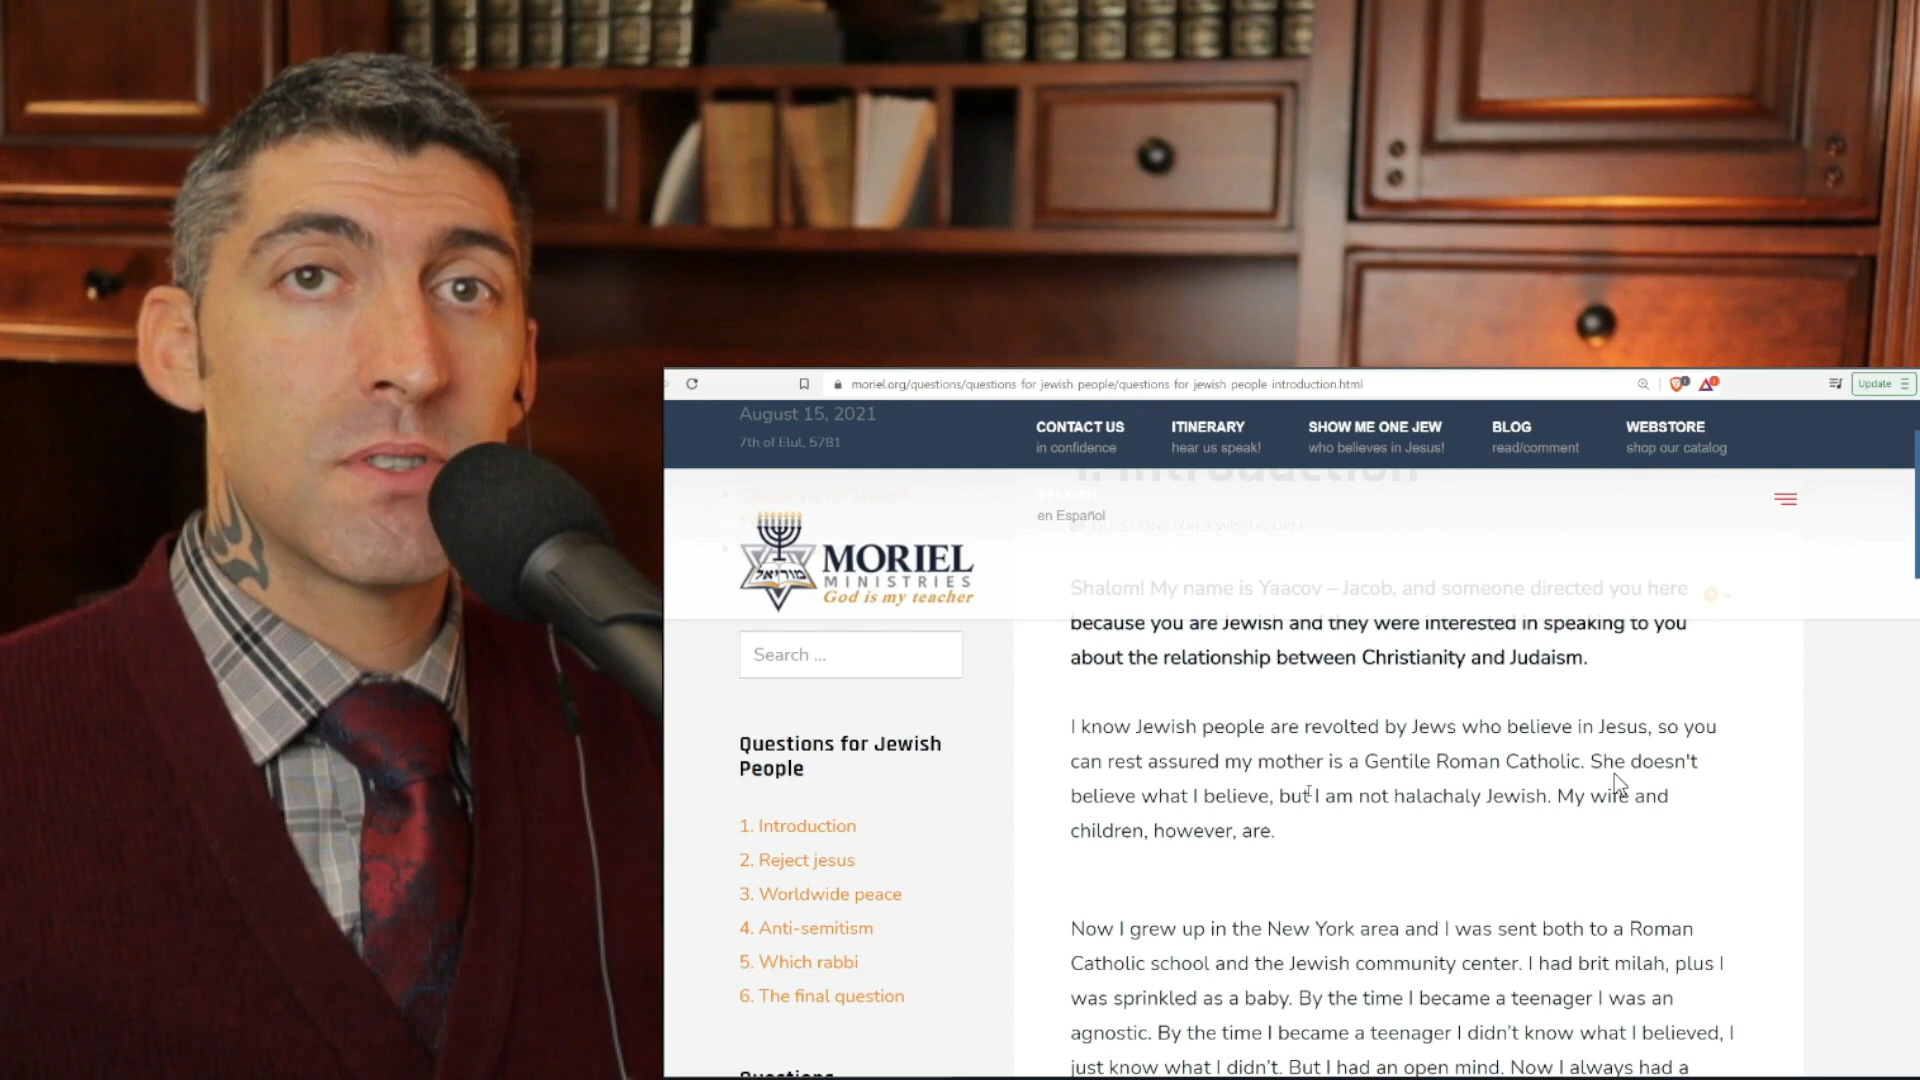 moriel.org/questions/questions for jewish people/questions for jewish people introduction.html
Update
August 15, 2021
7th of Elul, 5781
CONTACT US
in confidence
ITINERARY
hear us speak!
SHOW ME ONE JEW
who believes in Jesus!
BLOG
read/comment
WEBSTORE
shop our catalog
1. Introduction
SPANISH
en Español
QUESTIONS FOR JEWISH PEOPLE
מוריאל
MORIEL
MINISTRIES
God is my teacher
Search ...
Questions for Jewish
People
1. Introduction
2. Reject jesus
3. Worldwide peace
4. Anti-semitism
5. Which rabbi
6. The final question
Questions
Shalom! My name is Yaacov – Jacob, and someone directed you here
because you are Jewish and they were interested in speaking to you
about the relationship between Christianity and Judaism.
I know Jewish people are revolted by Jews who believe in Jesus, so you
can rest assured my mother is a Gentile Roman Catholic. She doesn't
believe what I believe, but I am not halachaly Jewish. My wife and
children, however, are.
Now I grew up in the New York area and I was sent both to a Roman
Catholic school and the Jewish community center. I had brit milah, plus I
was sprinkled as a baby. By the time I became a teenager I was an
agnostic. By the time I became a teenager I didn't know what I believed, I
just know what I didn't. But I had an open mind. Now I always had a